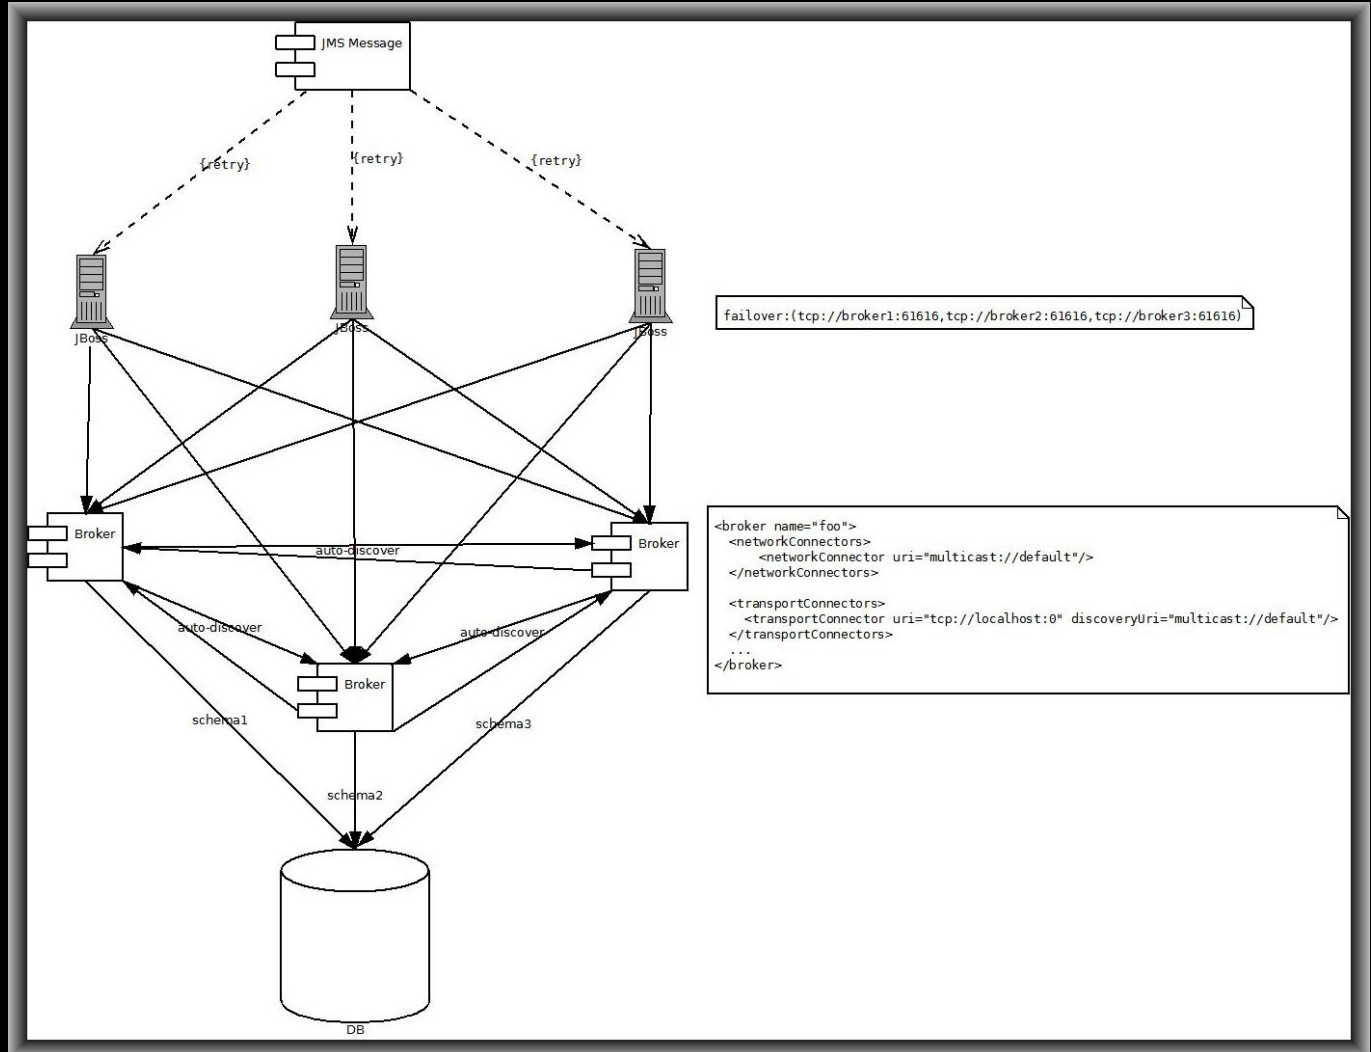 JMS Message
{retry}
{retry}
{retry}
JBoss
JBoss
JBoss
failover:(tcp://broker1:61616,tcp://broker2:61616,tcp://broker3:61616)
Broker
Broker
auto-discover
auto-discover
auto-discover
Broker
<broker name="foo">
<networkConnectors>
<networkConnector uri="multicast://default"/>
</networkConnectors>
<transportConnectors>
<transportConnector uri="tcp://localhost:0" discoveryUri="multicast://default"/>
</transportConnectors>
...
</broker>
schema1
schema3
schema2
DB